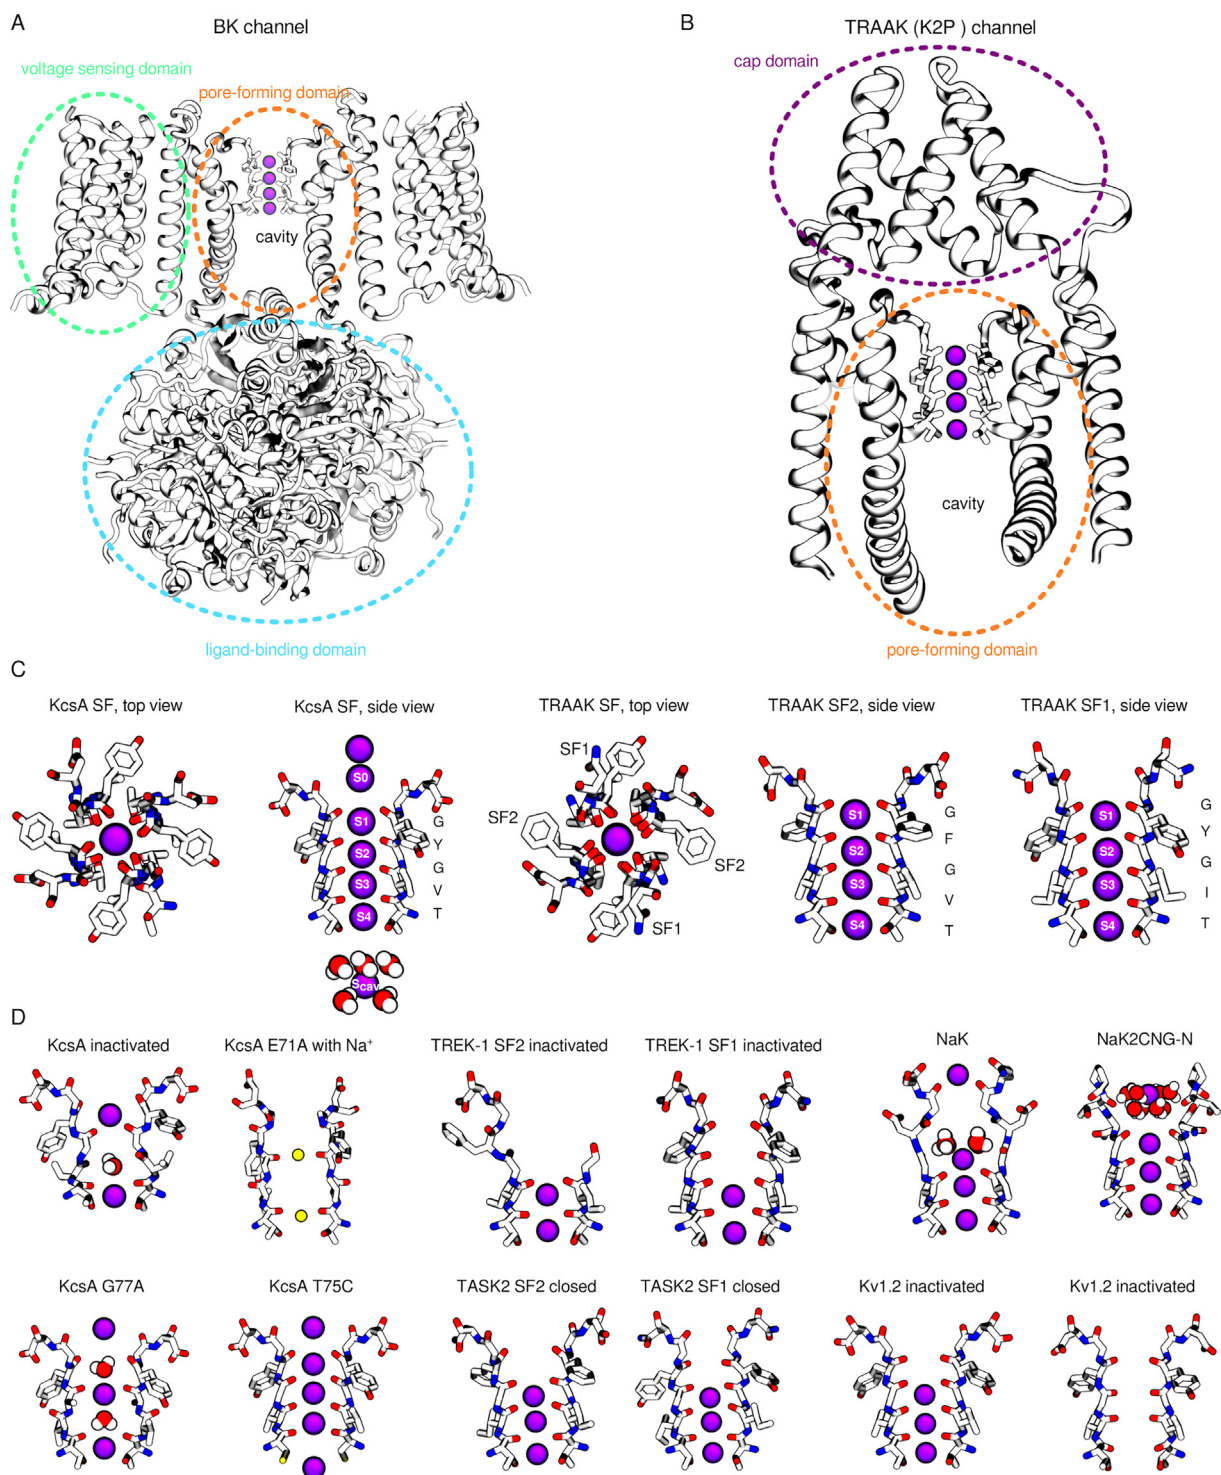 A
BK channel
voltage sensing domain
pore-forming domain
cavity
ligand-binding domain
B
TRAAK (K2P ) channel
cap domain
cavity
pore-forming domain
C
KcsA SF, top view
KcsA SF, side view
S0
S1
S2
S3
S4
Scav
G
Y
G
V
T
TRAAK SF, top view
SF1
SF2
SF2
SF1
TRAAK SF2, side view
S1
S2
S3
S4
G
F
G
V
T
TRAAK SF1, side view
S1
S2
S3
S4
G
Y
G
I
T
D
KcsA inactivated
KcsA E71A with Na⁺
TREK-1 SF2 inactivated
TREK-1 SF1 inactivated
NaK
NaK2CNG-N
KcsA G77A
KcsA T75C
TASK2 SF2 closed
TASK2 SF1 closed
Kv1.2 inactivated
Kv1.2 inactivated